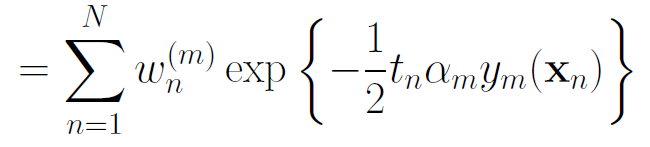 = \sum_{n=1}^{N} w_n^{(m)} \exp \left\{ -\frac{1}{2} t_n \alpha_m y_m(\mathbf{x}_n) \right\}